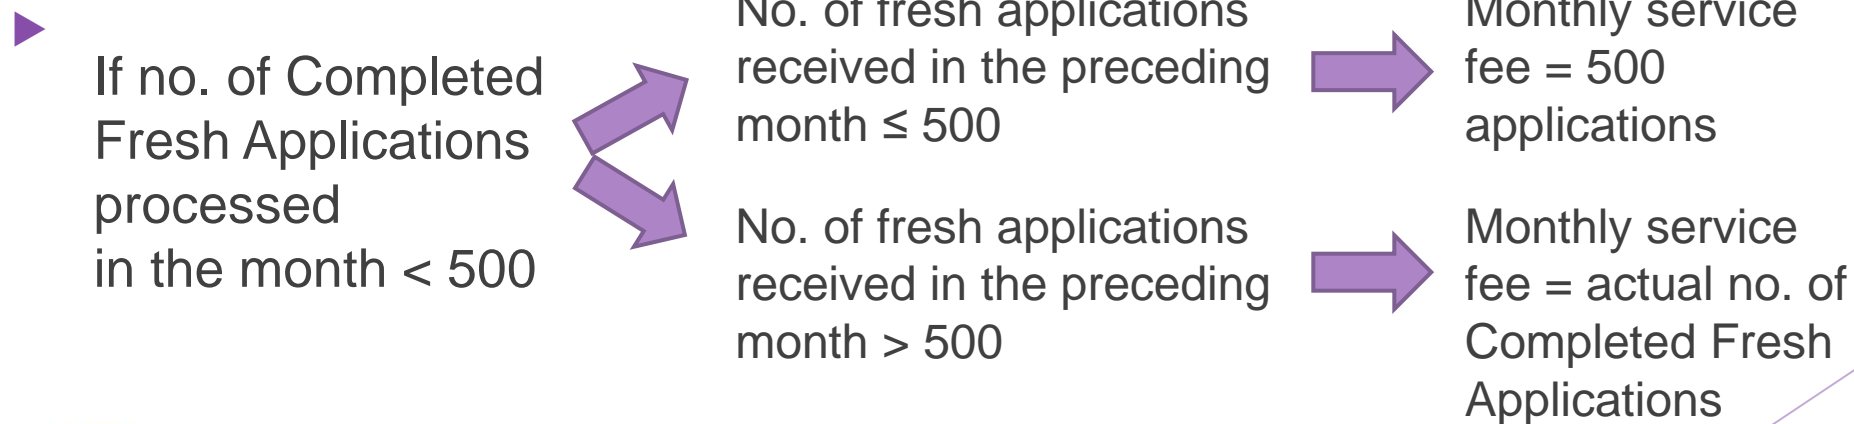 If no. of Completed
Fresh Applications
processed
in the month < 500
No. of fresh applications
received in the preceding
month ≤ 500
Monthly service
fee = 500
applications
No. of fresh applications
received in the preceding
month > 500
Monthly service
fee = actual no. of
Completed Fresh
Applications